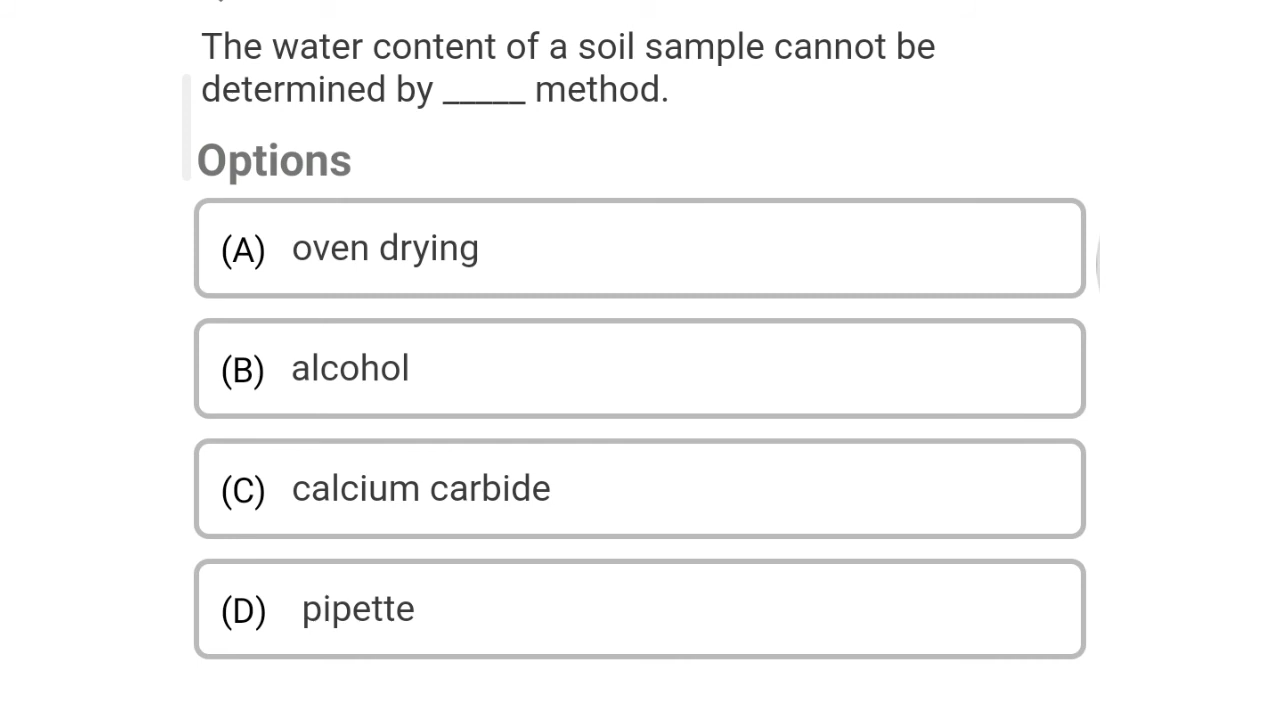 The water content of a soil sample cannot be
determined by _____ method.
Options
(A) oven drying
(B) alcohol
(C) calcium carbide
(D) pipette